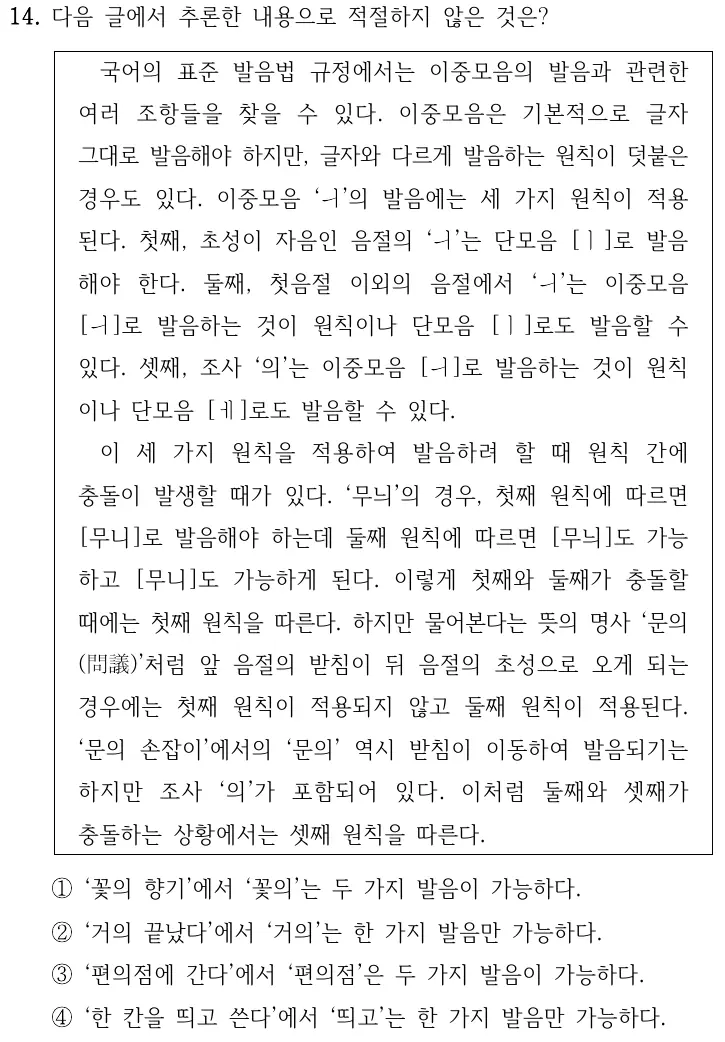 14. 다음 글에서 추론한 내용으로 적절하지 않은 것은?
국어의 표준 발음법 규정에서는 이중모음의 발음과 관련한
여러 조항들을 찾을 수 있다. 이중모음은 기본적으로 글자
그대로 발음해야 하지만, 글자와 다르게 발음하는 원칙이 덧붙은
경우도 있다. 이중모음 ‘ㅢ’의 발음에는 세 가지 원칙이 적용
된다. 첫째, 초성이 자음인 음절의 ‘ㅢ’는 단모음 [ㅣ]로 발음
해야 한다. 둘째, 첫음절 이외의 음절에서 ‘ㅢ’는 이중모음
[ㅢ]로 발음하는 것이 원칙이나 단모음 [ㅣ]로도 발음할 수
있다. 셋째, 조사 ‘의’는 이중모음 [ㅢ]로 발음하는 것이 원칙
이나 단모음 [ㅔ]로도 발음할 수 있다.
이 세 가지 원칙을 적용하여 발음하려 할 때 원칙 간에
충돌이 발생할 때가 있다. ‘무늬’의 경우, 첫째 원칙에 따르면
[무니]로 발음해야 하는데 둘째 원칙에 따르면 [무늬]도 가능
하고 [무니]도 가능하게 된다. 이렇게 첫째와 둘째가 충돌할
때에는 첫째 원칙을 따른다. 하지만 물어본다는 뜻의 명사 ‘문의
(問議)’처럼 앞 음절의 받침이 뒤 음절의 초성으로 오게 되는
경우에는 첫째 원칙이 적용되지 않고 둘째 원칙이 적용된다.
‘문의 손잡이’에서의 ‘문의’ 역시 받침이 이동하여 발음되기는
하지만 조사 ‘의’가 포함되어 있다. 이처럼 둘째와 셋째가
충돌하는 상황에서는 셋째 원칙을 따른다.
① ‘꽃의 향기’에서 ‘꽃의’는 두 가지 발음이 가능하다.
② ‘거의 끝났다’에서 ‘거의’는 한 가지 발음만 가능하다.
③ ‘편의점에 간다’에서 ‘편의점’은 두 가지 발음이 가능하다.
④ ‘한 칸을 띄고 쓴다’에서 ‘띄고’는 한 가지 발음만 가능하다.